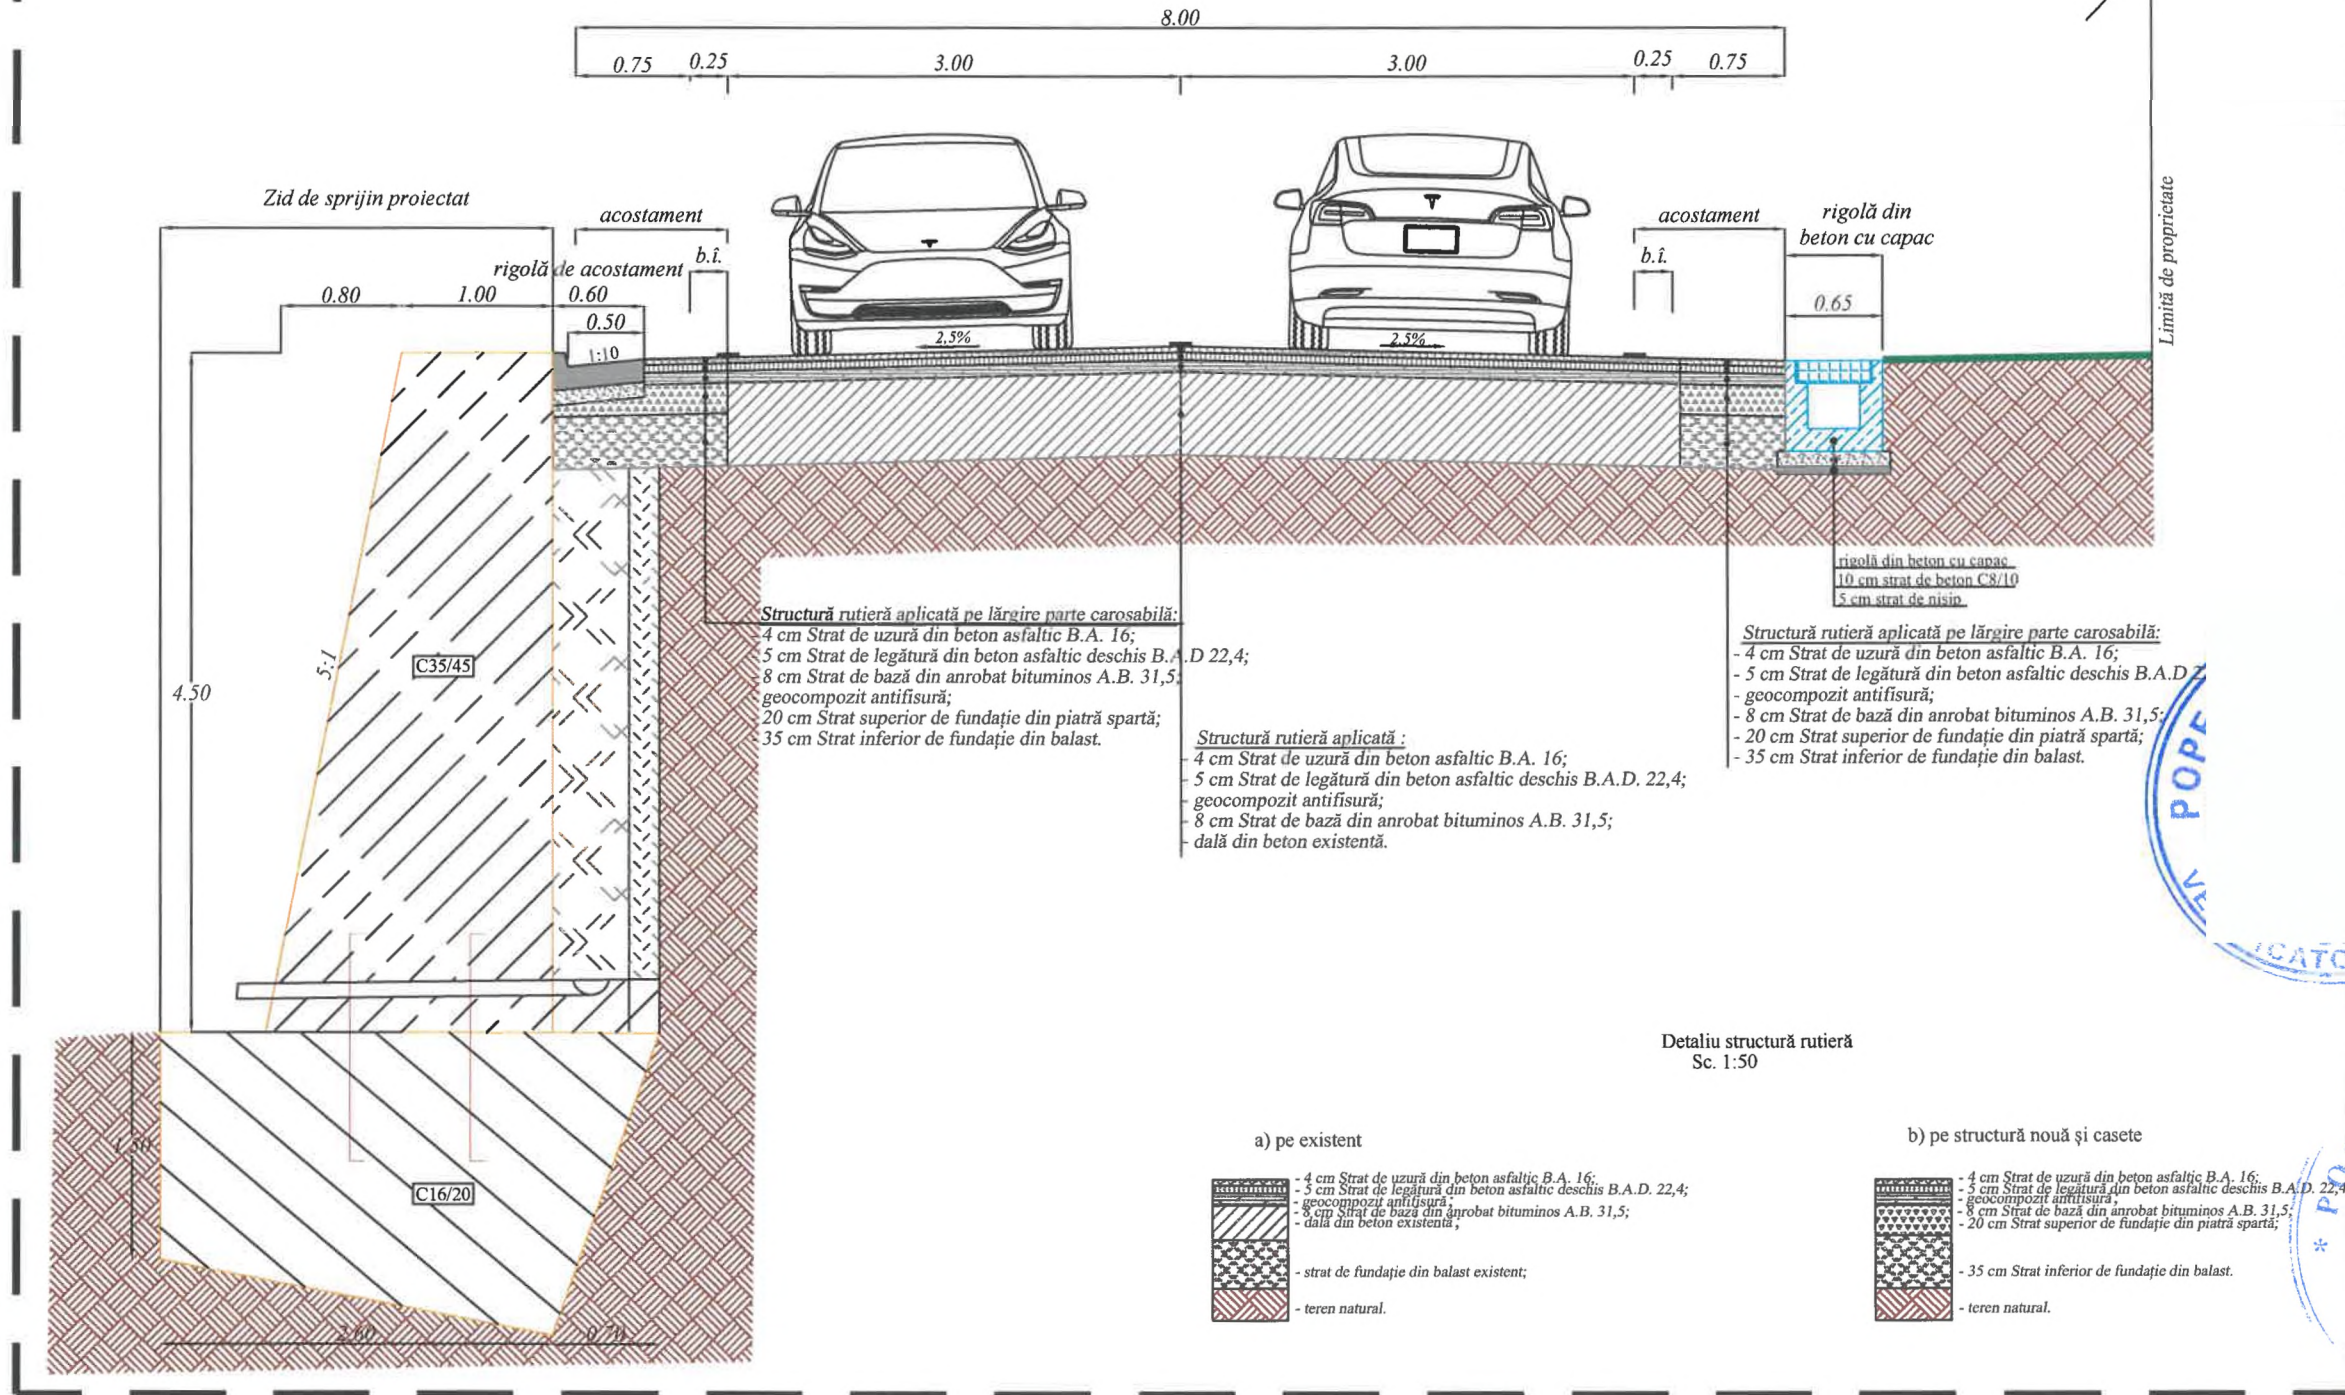 8.00
0.75 0.25 3.00 3.00 0.25 0.75
Zid de sprijin proiectat
acostament
rigolă de acostament
b.î.
0.80 1.00 0.60
0.50
1:10
2,5%
2,5%
acostament
b.î.
rigolă din
beton cu capac
0.65
Limită de proprietate
4.50
5:1
C35/45
1.50
C16/20
2.60 0.70
rigolă din beton cu capac
10 cm strat de beton C8/10
5 cm strat de nisip
Structură rutieră aplicată pe lărgire parte carosabilă:
4 cm Strat de uzură din beton asfaltic B.A. 16;
5 cm Strat de legătură din beton asfaltic deschis B.A.D 22,4;
8 cm Strat de bază din anrobat bituminos A.B. 31,5;
geocompozit antifisură;
20 cm Strat superior de fundație din piatră spartă;
35 cm Strat inferior de fundație din balast.
Structură rutieră aplicată :
- 4 cm Strat de uzură din beton asfaltic B.A. 16;
- 5 cm Strat de legătură din beton asfaltic deschis B.A.D. 22,4;
- geocompozit antifisură;
- 8 cm Strat de bază din anrobat bituminos A.B. 31,5;
- dală din beton existentă.
Structură rutieră aplicată pe lărgire parte carosabilă:
- 4 cm Strat de uzură din beton asfaltic B.A. 16;
- 5 cm Strat de legătură din beton asfaltic deschis B.A.D 2
- geocompozit antifisură;
- 8 cm Strat de bază din anrobat bituminos A.B. 31,5;
- 20 cm Strat superior de fundație din piatră spartă;
- 35 cm Strat inferior de fundație din balast.
POPE
VE
ICATO
Detaliu structură rutieră
Sc. 1:50
a) pe existent
- 4 cm Strat de uzură din beton asfaltic B.A. 16;
- 5 cm Strat de legătură din beton asfaltic deschis B.A.D. 22,4;
- geocompozit antifisură;
- 8 cm Strat de bază din anrobat bituminos A.B. 31,5;
- dală din beton existentă;
- strat de fundație din balast existent;
- teren natural.
b) pe structură nouă și casete
- 4 cm Strat de uzură din beton asfaltic B.A. 16;
- 5 cm Strat de legătură din beton asfaltic deschis B.A.D. 22,4
- geocompozit antifisură;
- 8 cm Strat de bază din anrobat bituminos A.B. 31,5;
- 20 cm Strat superior de fundație din piatră spartă;
- 35 cm Strat inferior de fundație din balast.
- teren natural.
* PO